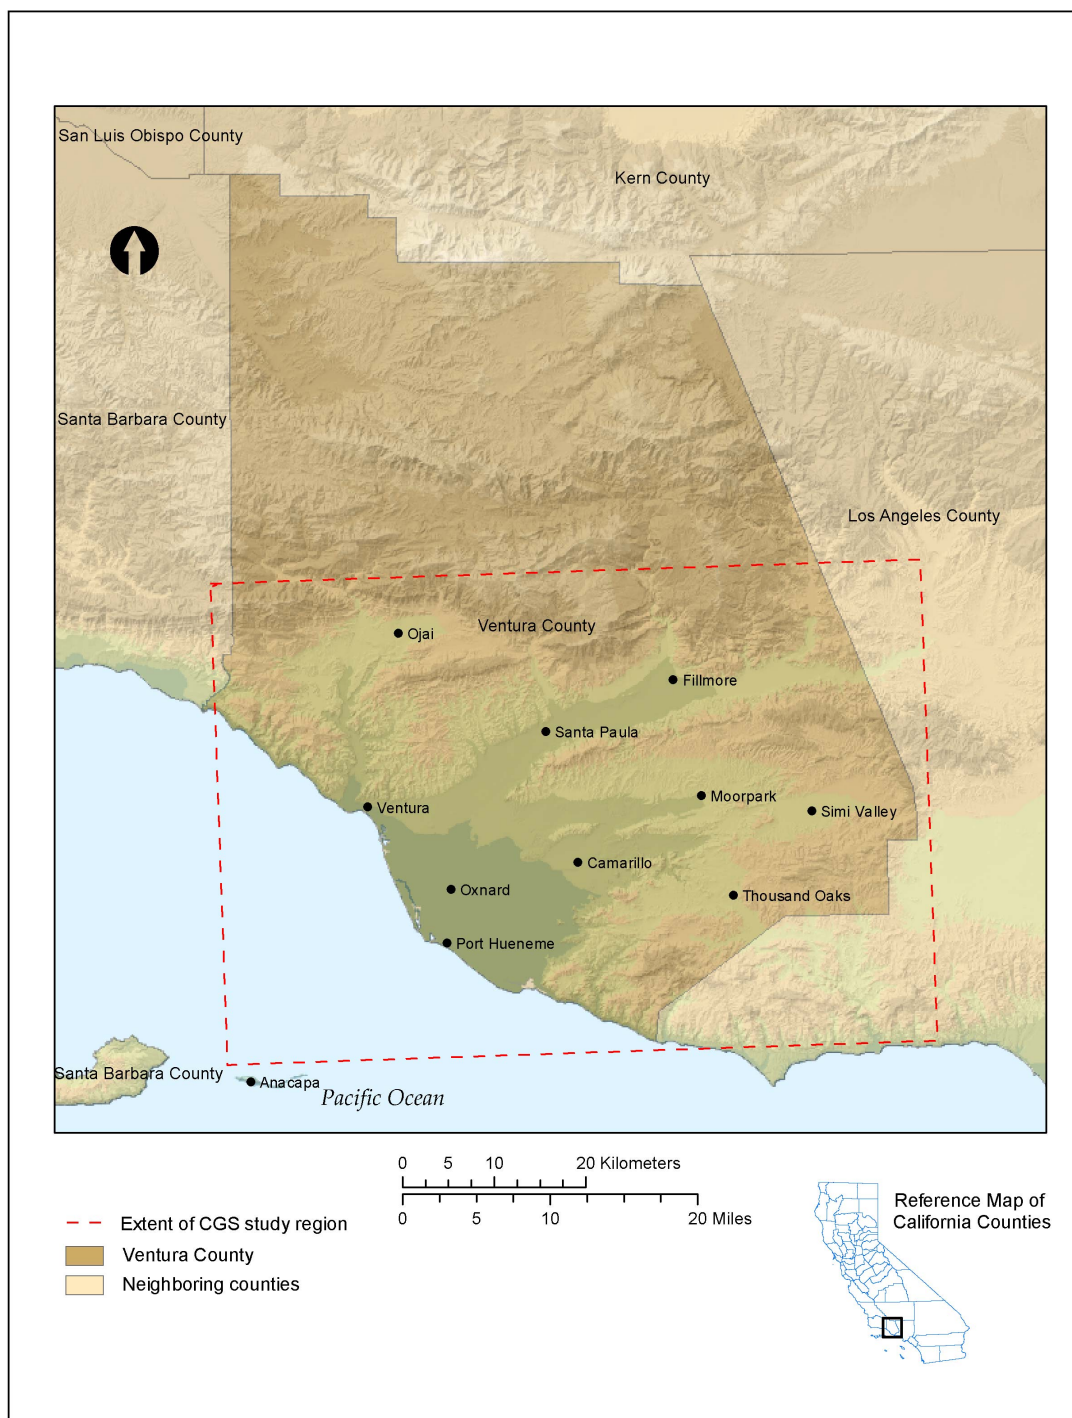 San Luis Obispo County
Kern County
Santa Barbara County
Los Angeles County
Ojai
Ventura County
Fillmore
Santa Paula
Moorpark
Ventura
Simi Valley
Camarillo
Oxnard
Thousand Oaks
Port Hueneme
Santa Barbara County
Anacapa
Pacific Ocean
0 5 10 20 Kilometers
0 5 10 20 Miles
Extent of CGS study region
Ventura County
Neighboring counties
Reference Map of
California Counties